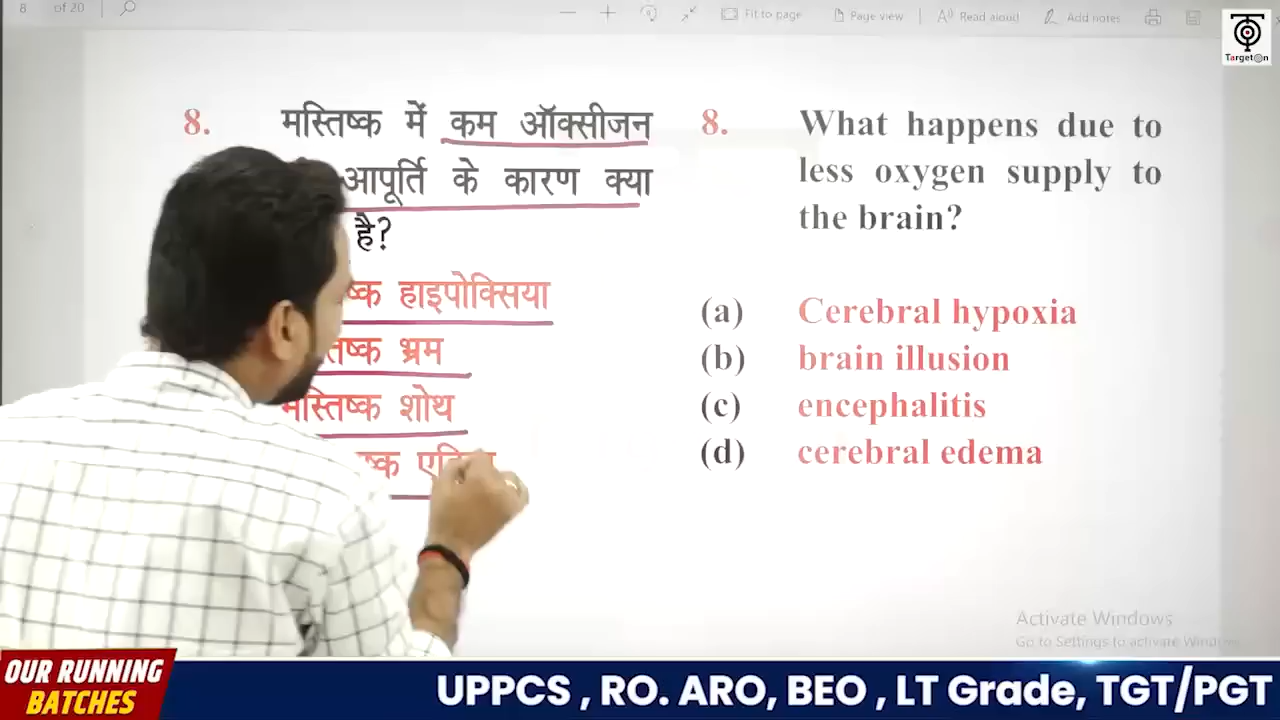 8 of 20
Fit to page
Page view
Read aloud
Add notes
TargetOn
8. मस्तिष्क में कम ऑक्सीजन
आपूर्ति के कारण क्या
है?
हाइपोक्सिया
भ्रम
मस्तिष्क शोथ
8. What happens due to
less oxygen supply to
the brain?
(a) Cerebral hypoxia
(b) brain illusion
(c) encephalitis
(d) cerebral edema
Activate Windows
Go to Settings to activate Windows
OUR RUNNING
BATCHES
UPPCS , RO. ARO, BEO , LT Grade, TGT/PGT